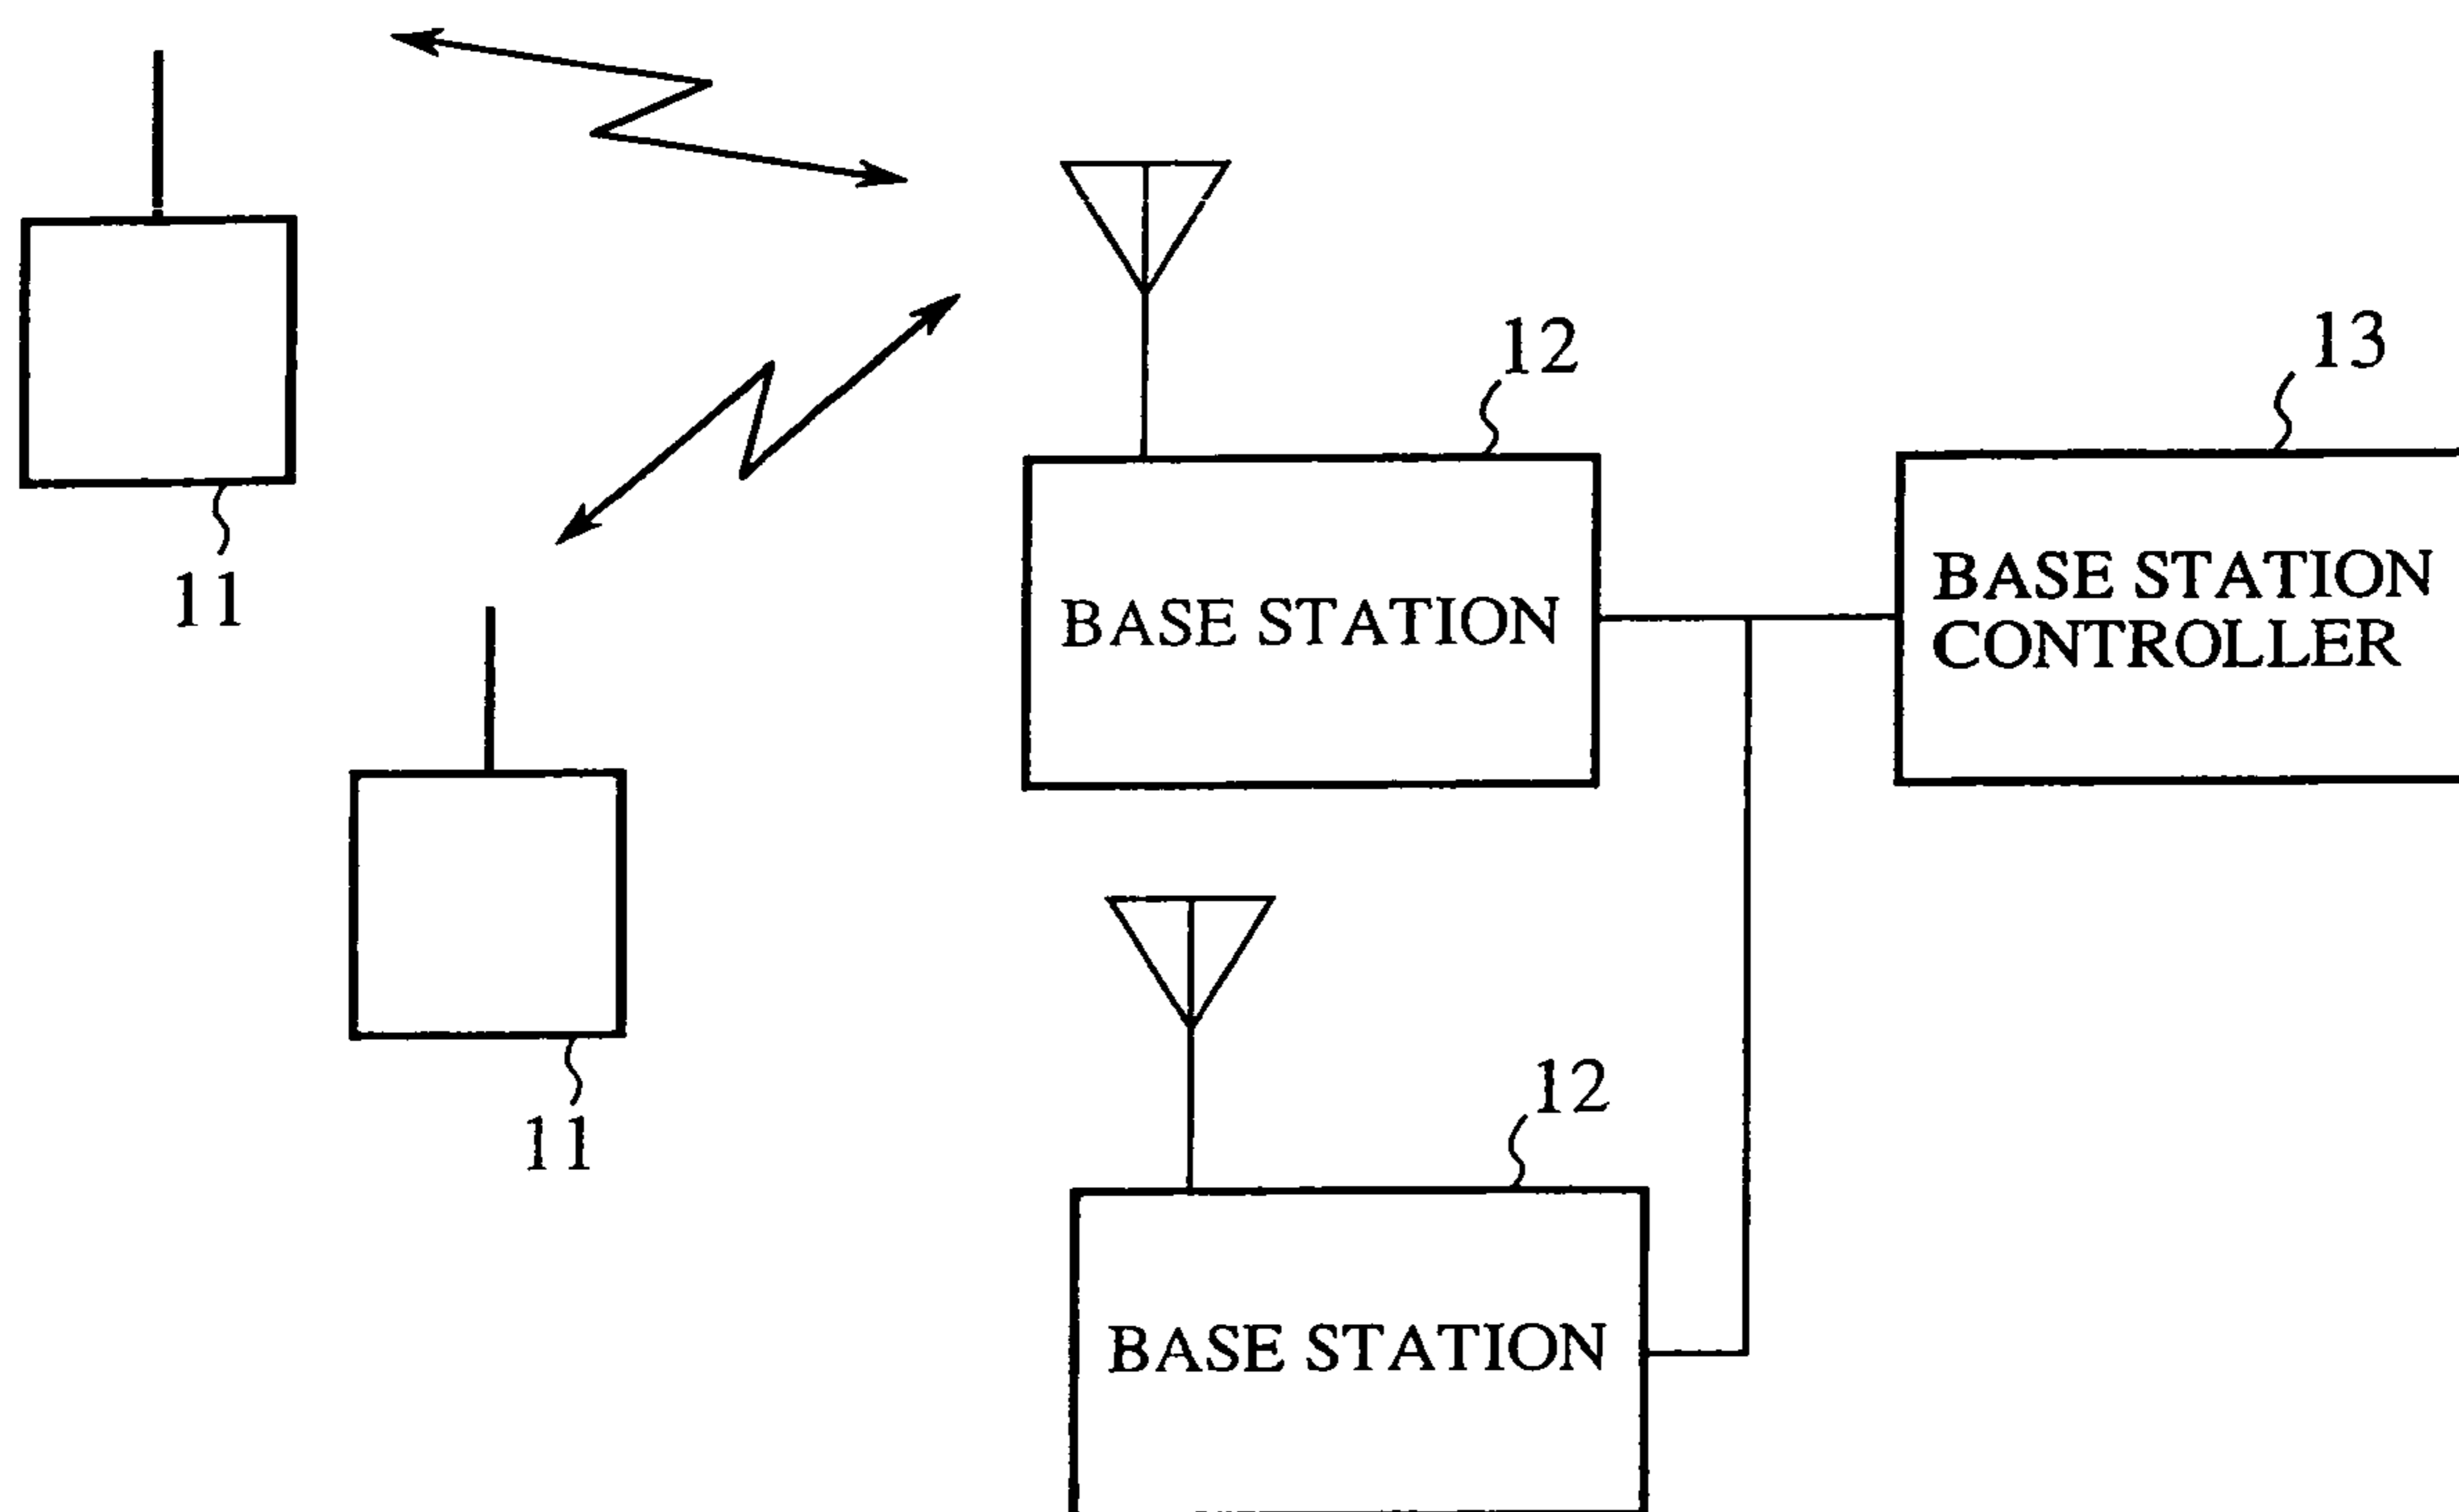 12
13
11
BASE STATION
BASE STATION
CONTROLLER
12
11
BASE STATION